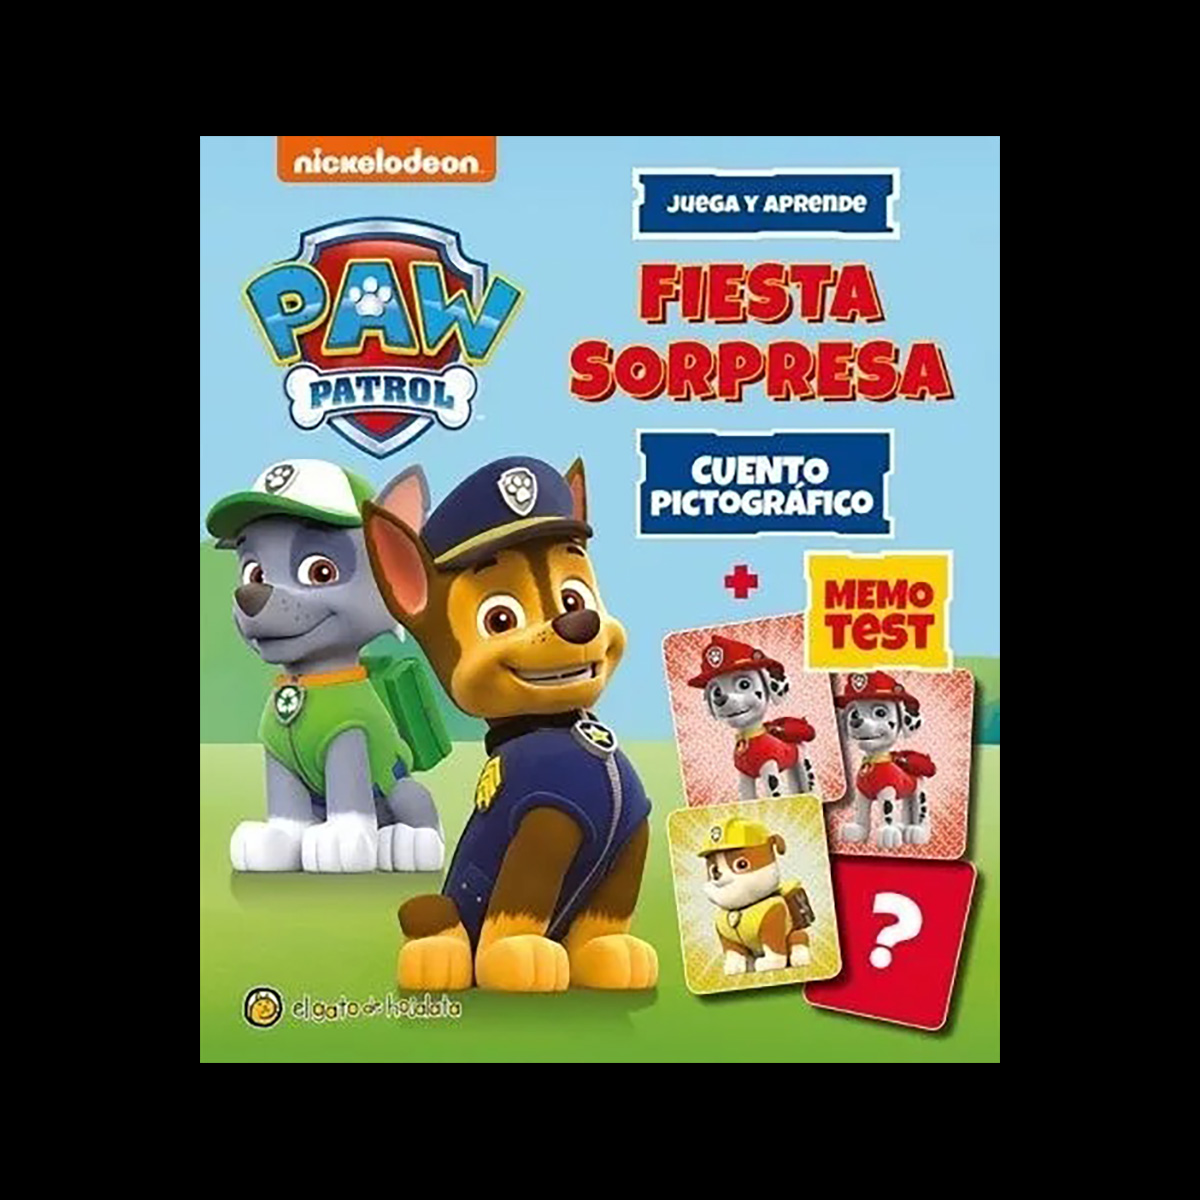 nickelodeon
JUEGA Y APRENDE
PAW
PATROL
FIESTA
SORPRESA
CUENTO
PICTOGRÁFICO
+
MEMO
TEST
?
el gato de hojalata